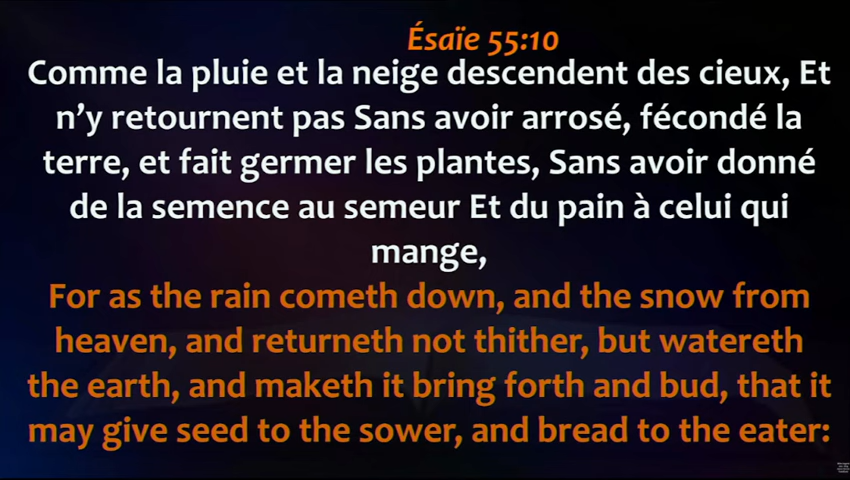 Ésaïe 55:10
Comme la pluie et la neige descendent des cieux, Et
n’y retournent pas Sans avoir arrosé, fécondé la
terre, et fait germer les plantes, Sans avoir donné
de la semence au semeur Et du pain à celui qui
mange,
For as the rain cometh down, and the snow from
heaven, and returneth not thither, but watereth
the earth, and maketh it bring forth and bud, that it
may give seed to the sower, and bread to the eater: